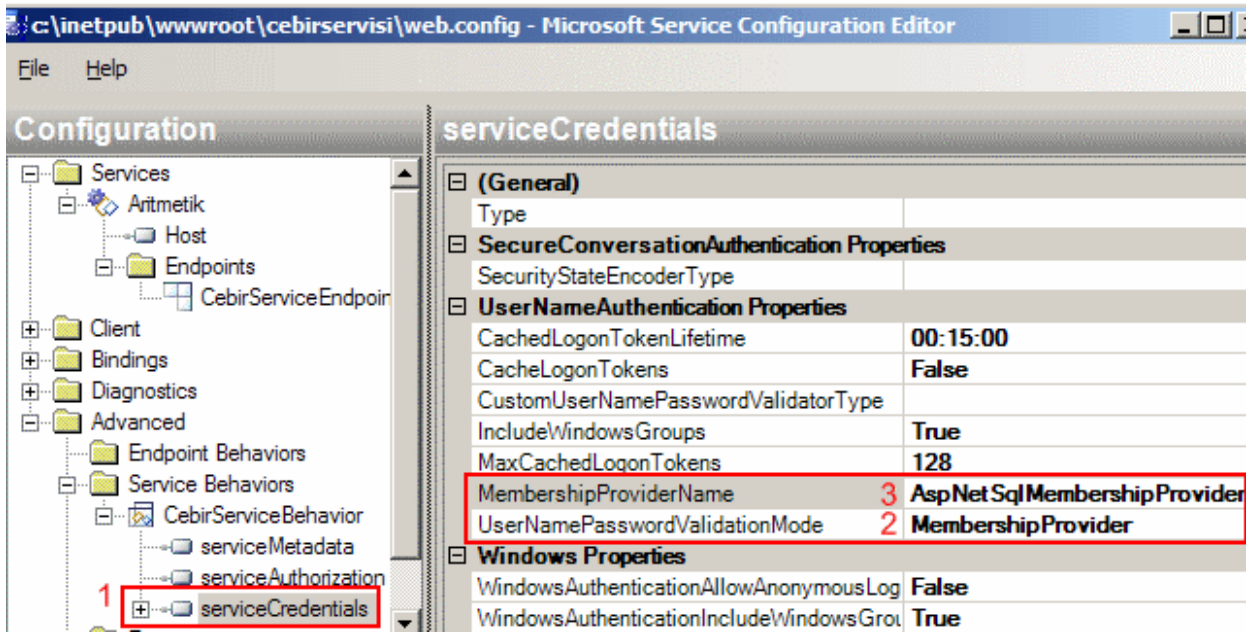 c:\inetpub\wwwroot\cebirservisi\web.config - Microsoft Service Configuration Editor
File Help
Configuration
Services
Aritmetik
Host
Endpoints
CebirServiceEndpoin
Client
Bindings
Diagnostics
Advanced
Endpoint Behaviors
Service Behaviors
CebirServiceBehavior
serviceMetadata
serviceAuthorization
1 serviceCredentials
serviceCredentials
(General)
Type
SecureConversationAuthentication Properties
SecurityStateEncoderType
UserNameAuthentication Properties
CachedLogonTokenLifetime 00:15:00
CacheLogonTokens False
CustomUserNamePasswordValidatorType
IncludeWindowsGroups True
MaxCachedLogonTokens 128
MembershipProviderName 3 AspNetSqlMembershipProvider
UserNamePasswordValidationMode 2 MembershipProvider
Windows Properties
WindowsAuthenticationAllowAnonymousLog False
WindowsAuthenticationIncludeWindowsGrou True